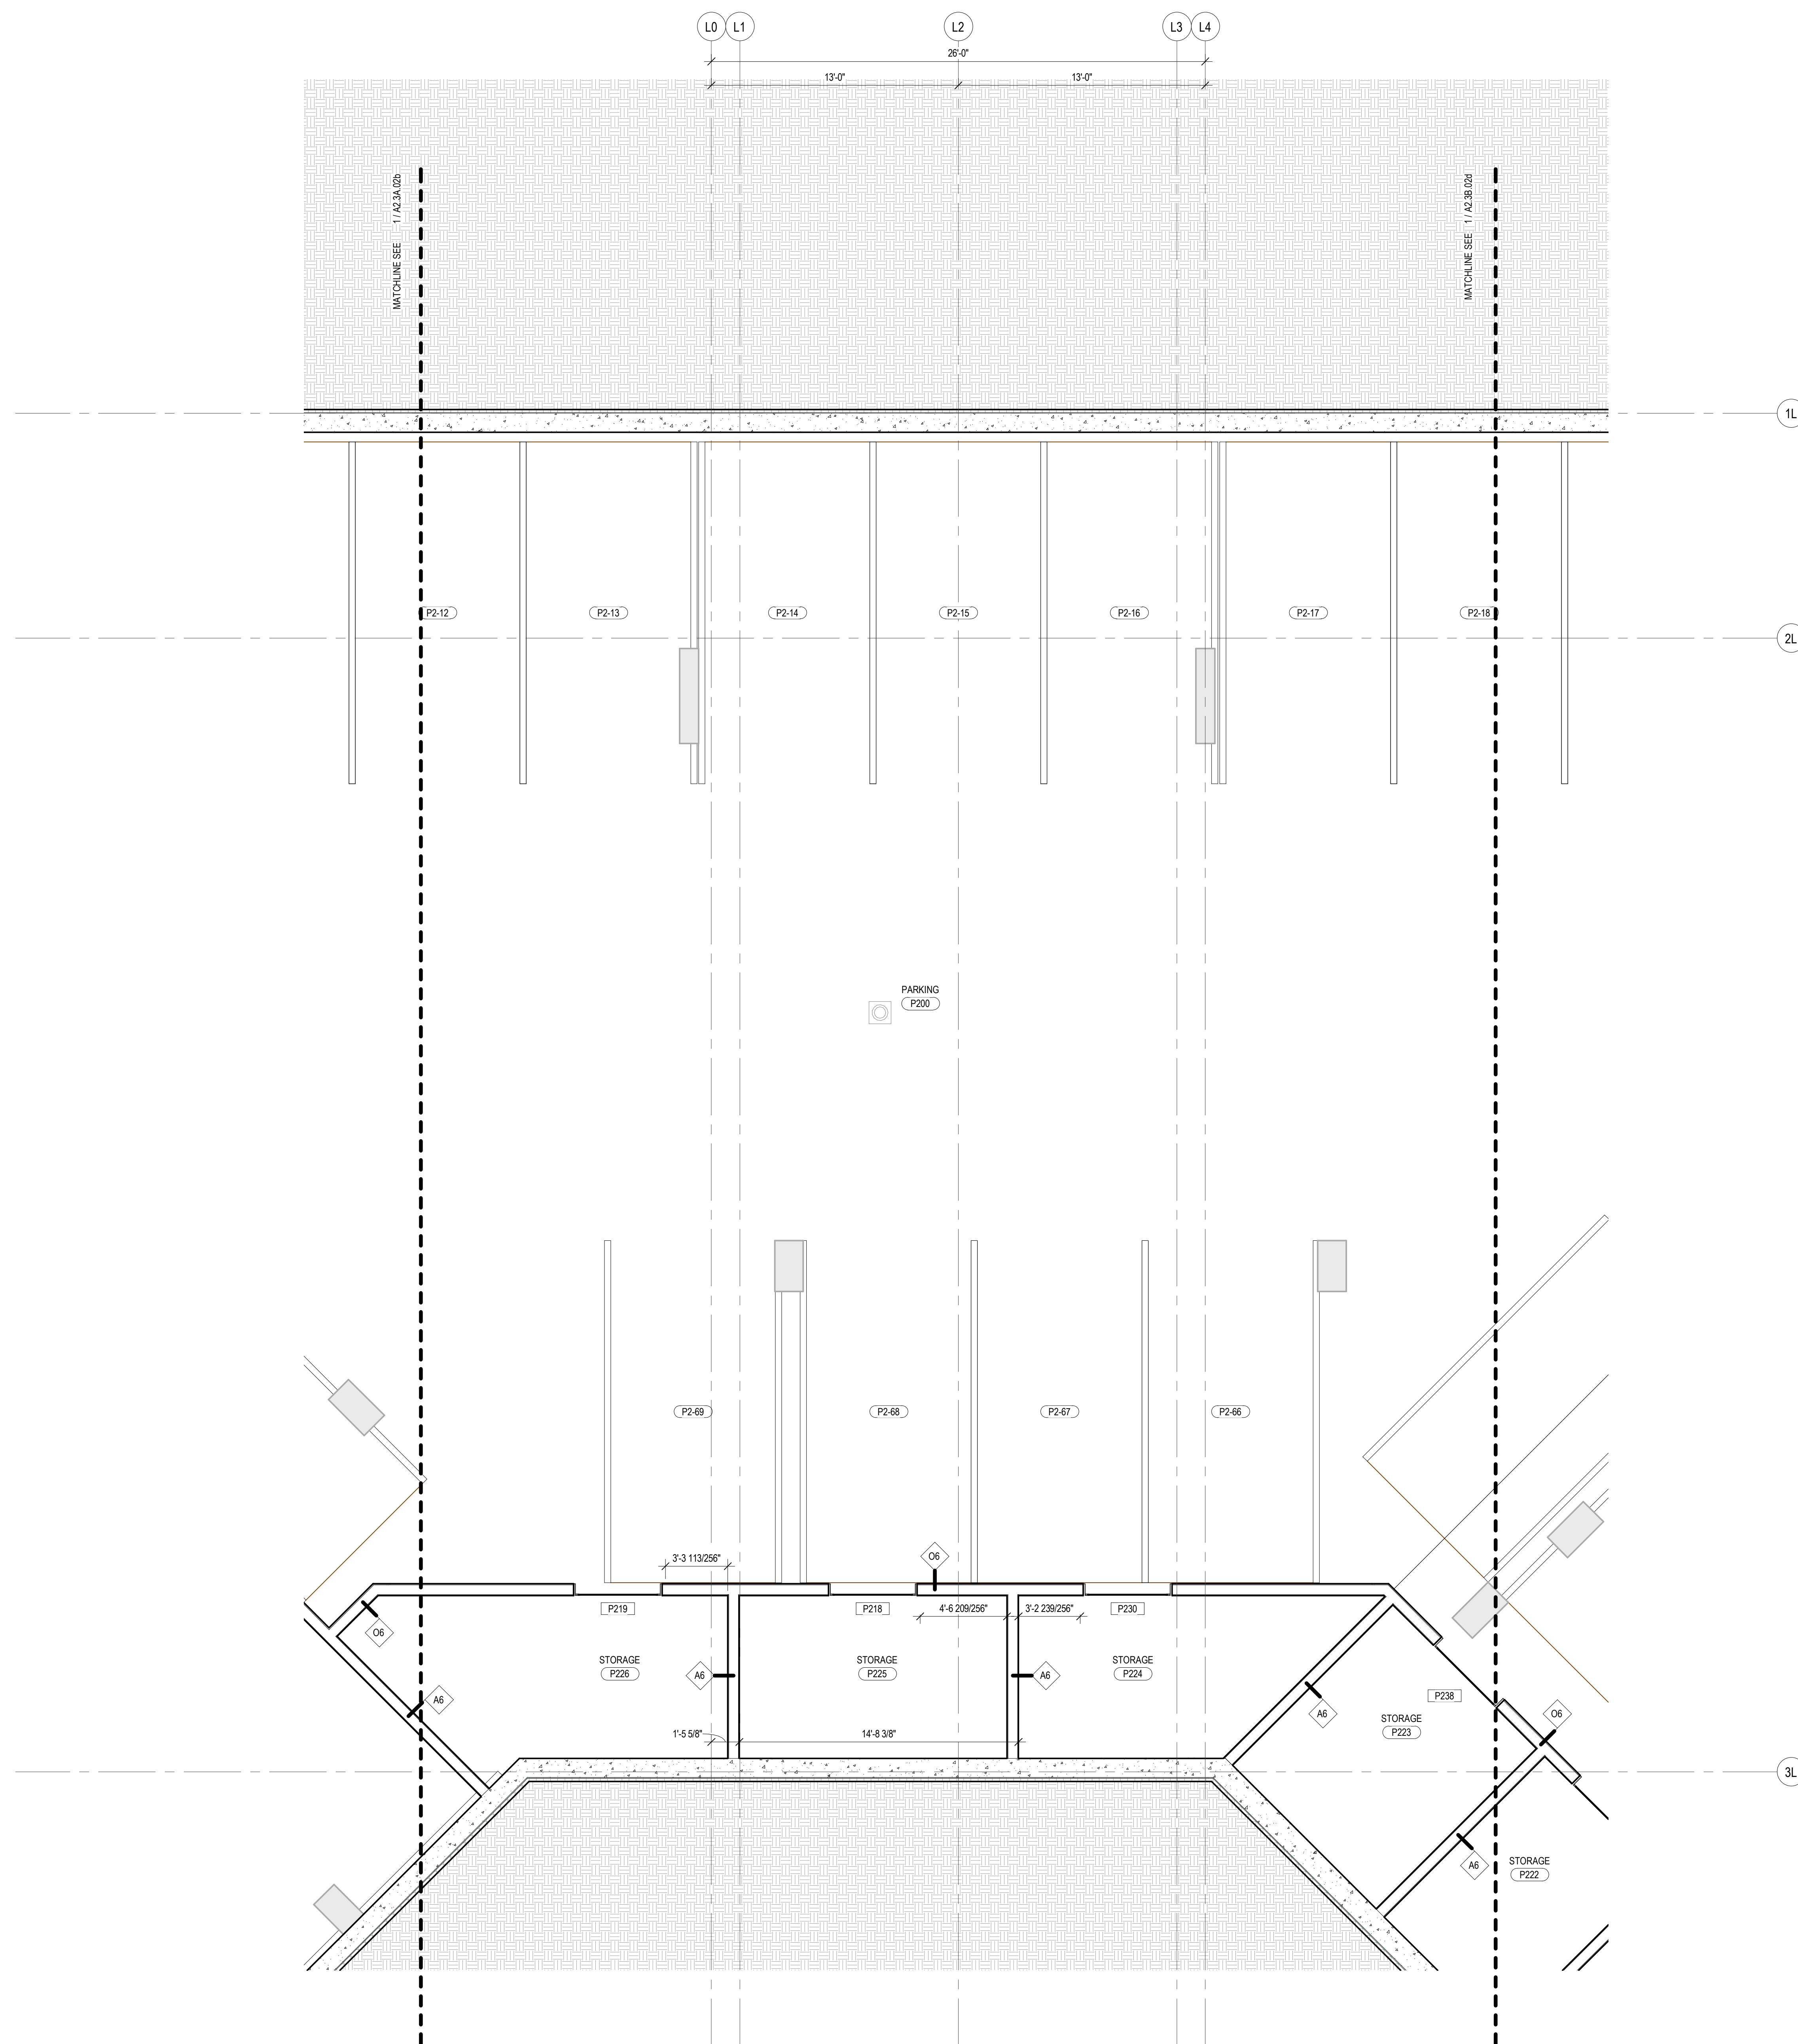 L0 L1 L2 L3 L4
26'-0"
13'-0" 13'-0"
MATCHLINE SEE 1 / A2.3A.02b
MATCHLINE SEE 1 / A2.3B.02d
1L
P2-12 P2-13 P2-14 P2-15 P2-16 P2-17 P2-18
2L
PARKING
P200
P2-69 P2-68 P2-67 P2-66
3'-3 113/256"
O6
P219 P218 4'-6 209/256" 3'-2 239/256" P230
O6
STORAGE STORAGE STORAGE
P226 A6 P225 A6 P224
A6
P238
A6
STORAGE
P223
O6
1'-5 5/8" 14'-8 3/8"
3L
A6
STORAGE
P222